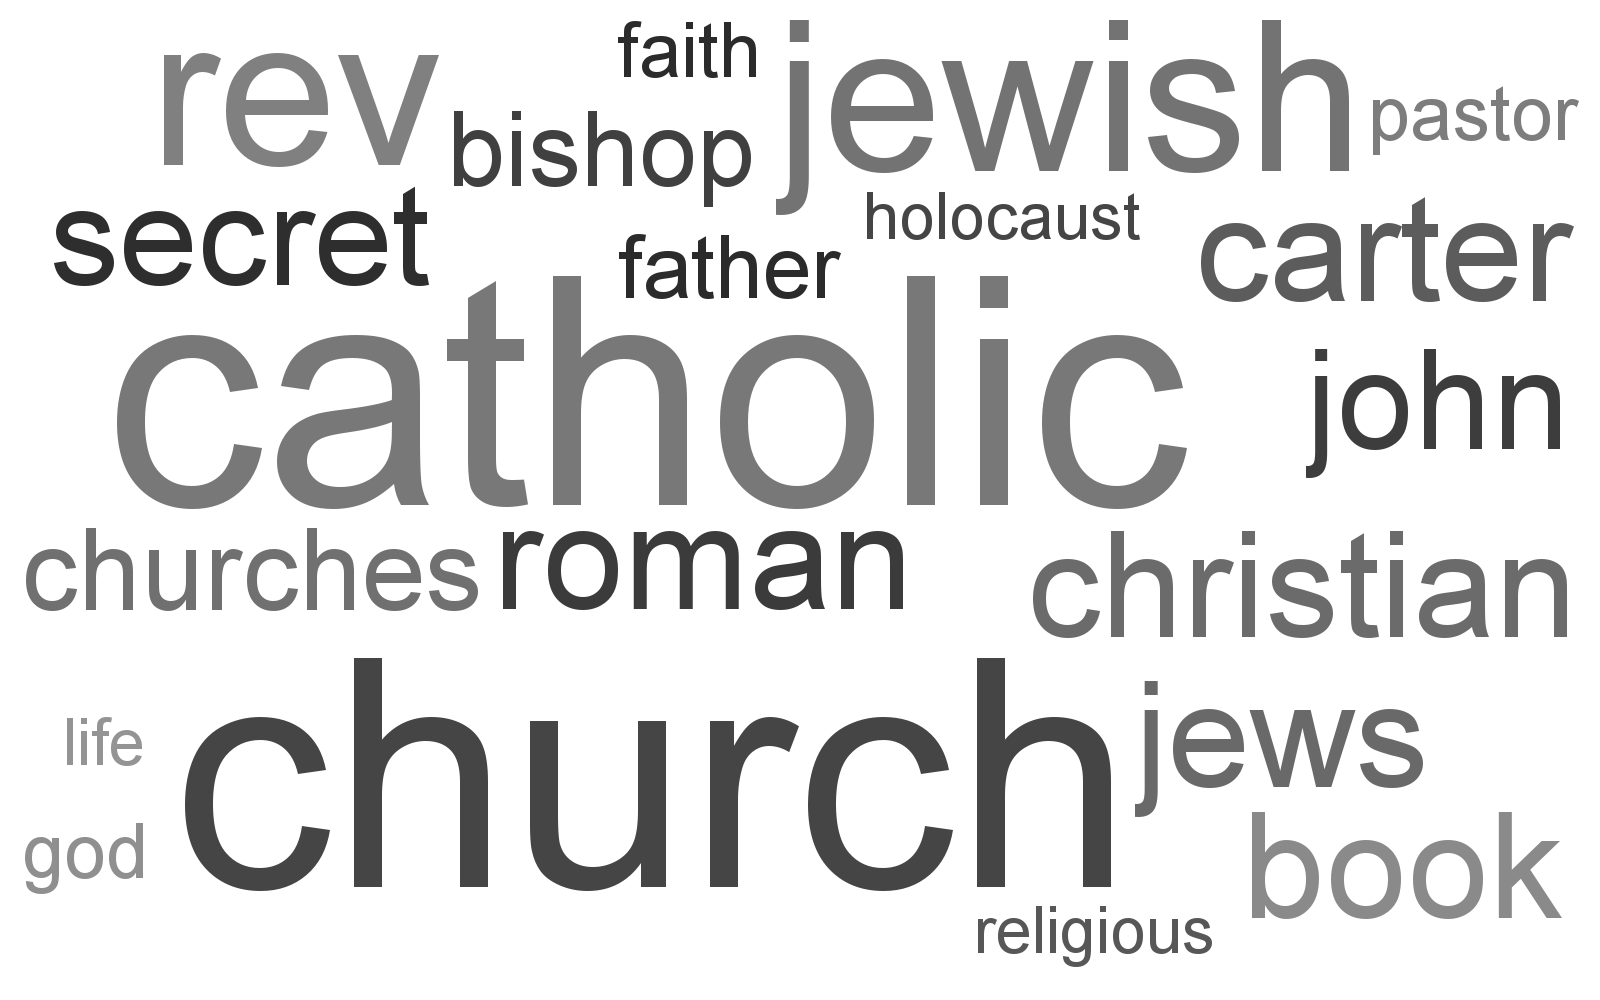 rev
faith
jewish
pastor
bishop
secret
holocaust
carter
father
catholic
john
churches
roman
christian
life
church
jews
god
book
religious